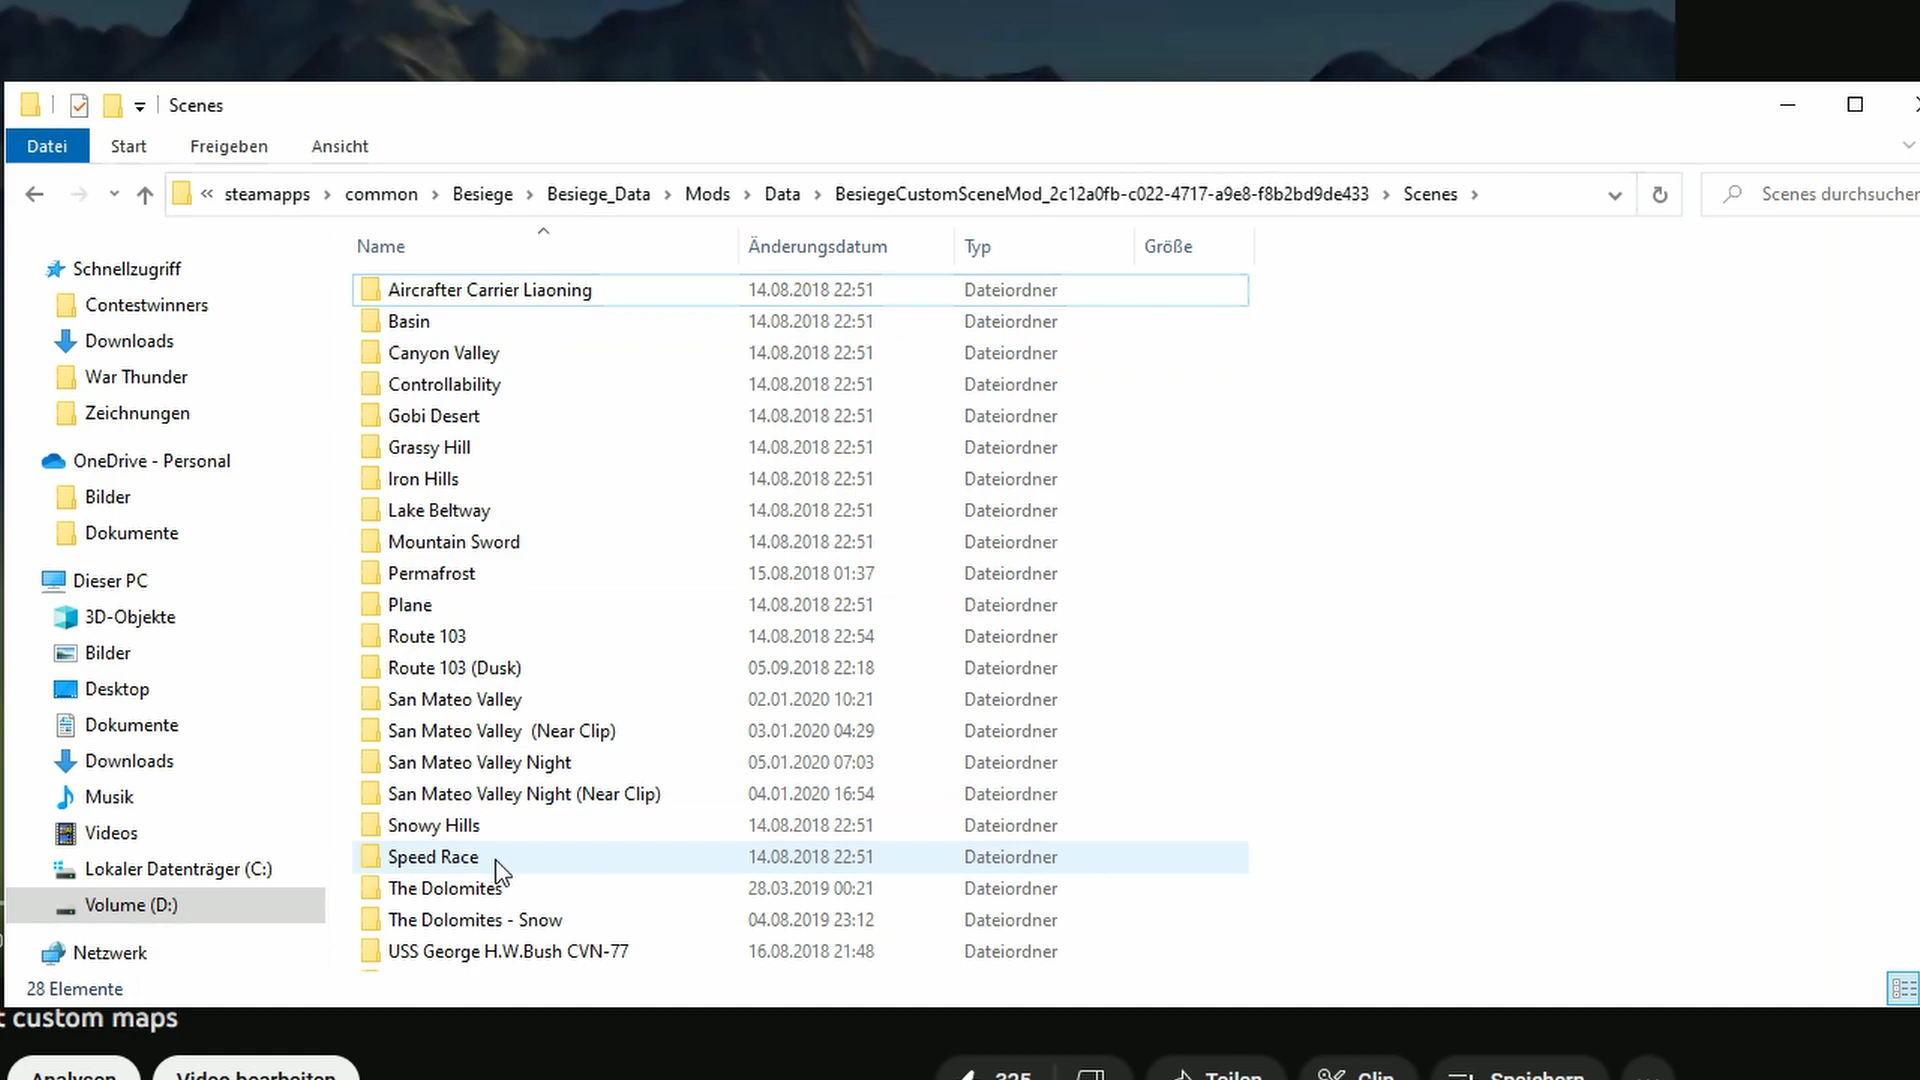 Scenes
Datei Start Freigeben Ansicht
« steamapps › common › Besiege › Besiege_Data › Mods › Data › BesiegeCustomSceneMod_2c12a0fb-c022-4717-a9e8-f8b2bd9de433 › Scenes ›
Scenes durchsuchen
Name Änderungsdatum Typ Größe
Schnellzugriff
Contestwinners
Downloads
War Thunder
Zeichnungen
OneDrive - Personal
Bilder
Dokumente
Dieser PC
3D-Objekte
Bilder
Desktop
Dokumente
Downloads
Musik
Videos
Lokaler Datenträger (C:)
Volume (D:)
Netzwerk
Aircrafter Carrier Liaoning 14.08.2018 22:51 Dateiordner
Basin 14.08.2018 22:51 Dateiordner
Canyon Valley 14.08.2018 22:51 Dateiordner
Controllability 14.08.2018 22:51 Dateiordner
Gobi Desert 14.08.2018 22:51 Dateiordner
Grassy Hill 14.08.2018 22:51 Dateiordner
Iron Hills 14.08.2018 22:51 Dateiordner
Lake Beltway 14.08.2018 22:51 Dateiordner
Mountain Sword 14.08.2018 22:51 Dateiordner
Permafrost 15.08.2018 01:37 Dateiordner
Plane 14.08.2018 22:51 Dateiordner
Route 103 14.08.2018 22:54 Dateiordner
Route 103 (Dusk) 05.09.2018 22:18 Dateiordner
San Mateo Valley 02.01.2020 10:21 Dateiordner
San Mateo Valley  (Near Clip) 03.01.2020 04:29 Dateiordner
San Mateo Valley Night 05.01.2020 07:03 Dateiordner
San Mateo Valley Night (Near Clip) 04.01.2020 16:54 Dateiordner
Snowy Hills 14.08.2018 22:51 Dateiordner
Speed Race 14.08.2018 22:51 Dateiordner
The Dolomites 28.03.2019 00:21 Dateiordner
The Dolomites - Snow 04.08.2019 23:12 Dateiordner
USS George H.W.Bush CVN-77 16.08.2018 21:48 Dateiordner
28 Elemente
t custom maps
Analysen Video bearbeiten 325 Teilen Clip Speichern